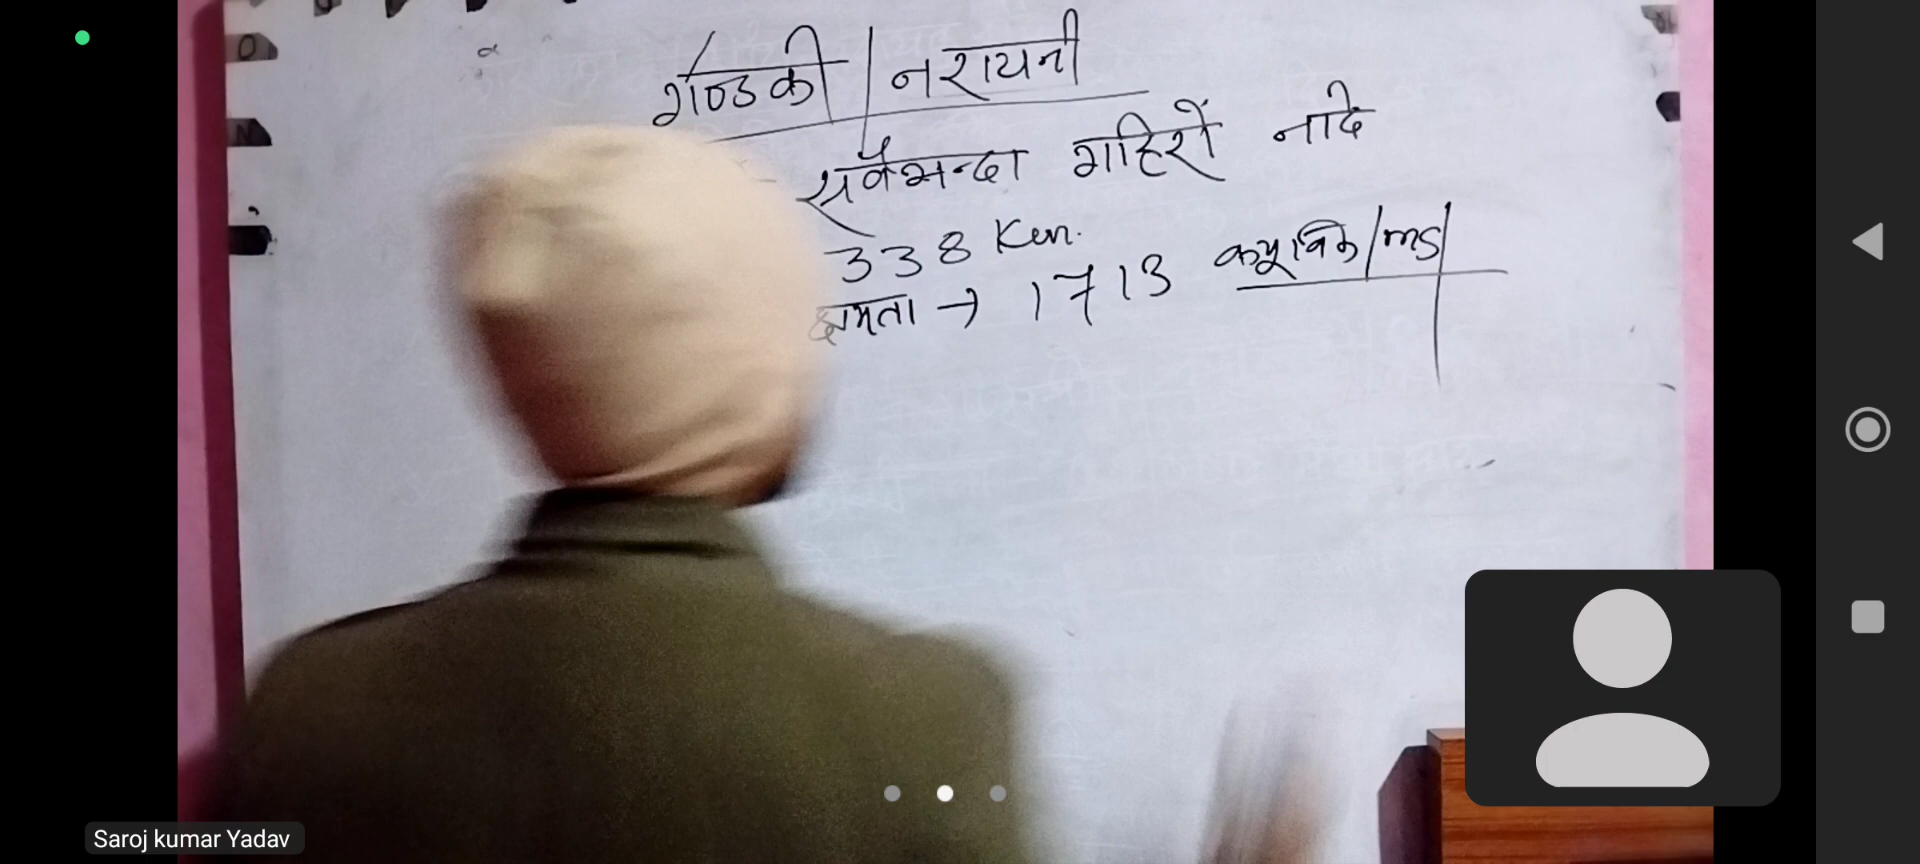 गण्डकी / नरायनी
सर्वभन्दा गहिरो नदि
338 Km.
क्षमता → 1713 क्यूविक/ms
Saroj kumar Yadav